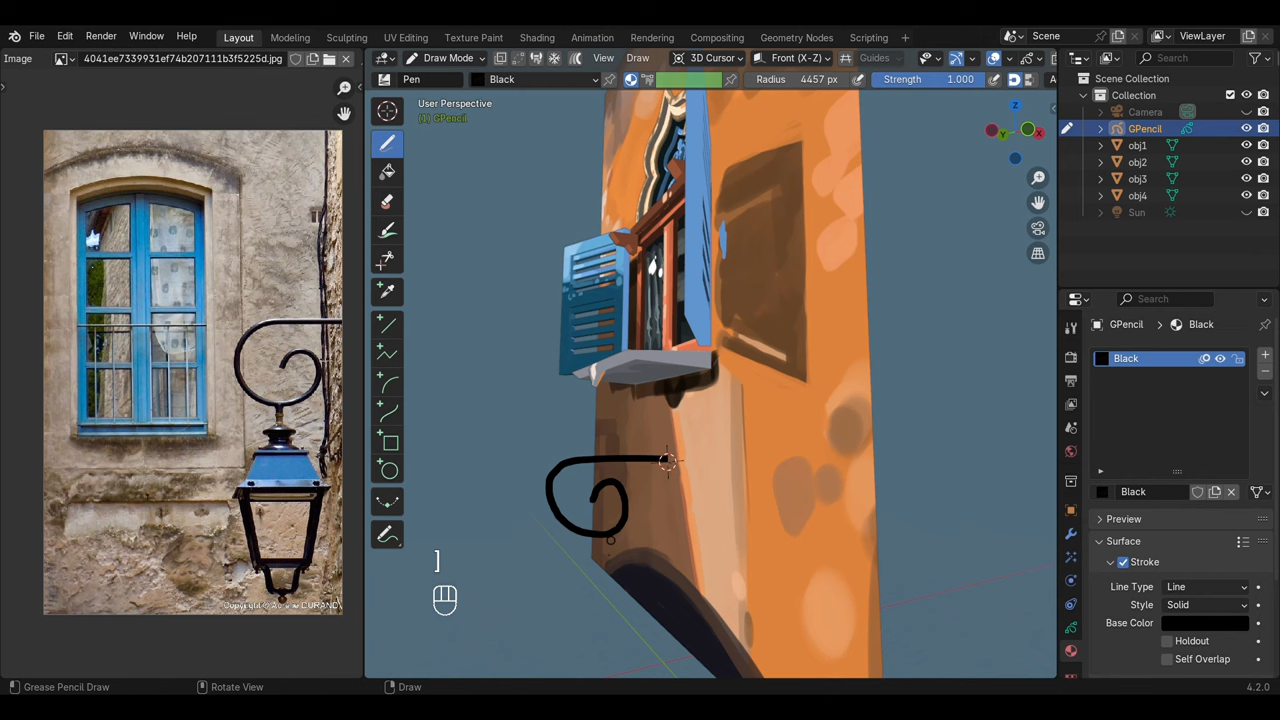 File Edit Render Window Help Layout Modeling Sculpting UV Editing Texture Paint Shading Animation Rendering Compositing Geometry Nodes Scripting + Scene ViewLayer
Image 4041ee7339931ef74b207111b3f5225d.jpg Draw Mode View Draw 3D Cursor Front (X-Z) Guides Search
Pen Black Radius 4457 px Strength 1.000 A Scene Collection
Collection
User Perspective
(1) GPencil
Camera
GPencil
obj1
obj2
obj3
obj4
Sun
Z
Y
X
Search
GPencil > Black
Black
Black
Preview
Surface
Stroke
Line Type Line
Style Solid
Base Color
Holdout
Self Overlap
]
Grease Pencil Draw Rotate View Draw 4.2.0